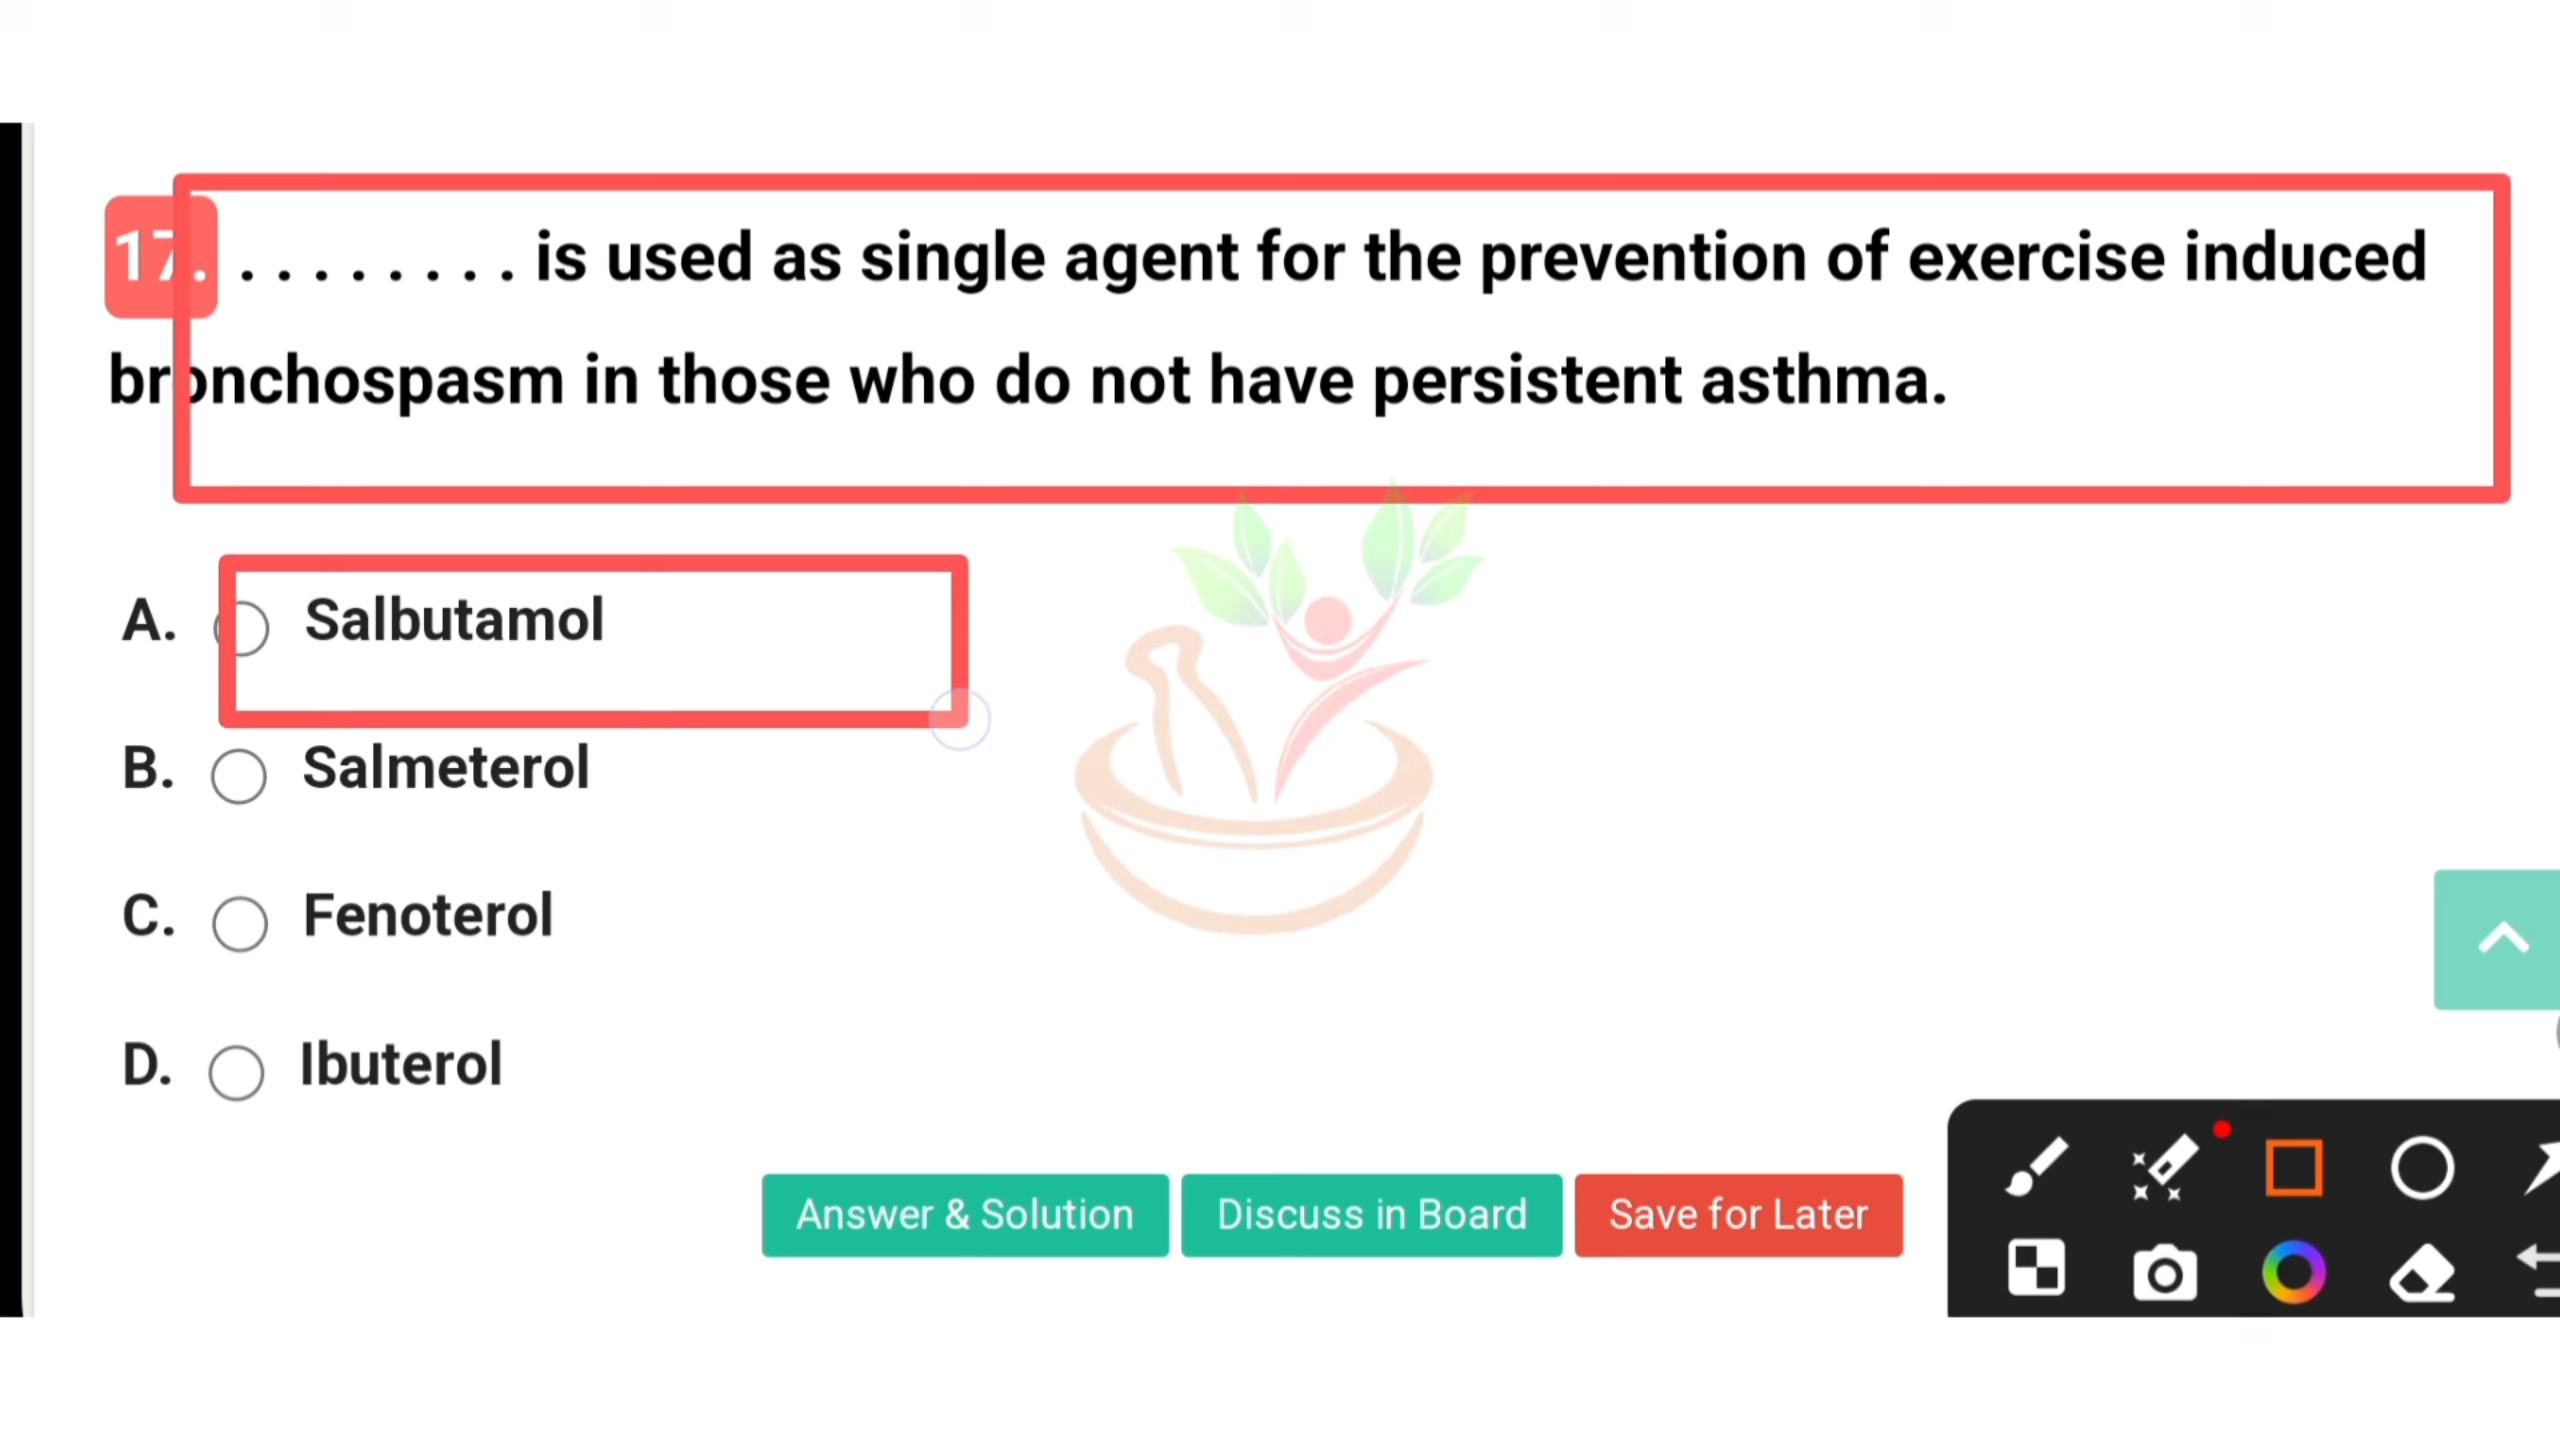 17. . . . . . . . . is used as single agent for the prevention of exercise induced
bronchospasm in those who do not have persistent asthma.
A. Salbutamol
B. Salmeterol
C. Fenoterol
D. Ibuterol
Answer & Solution Discuss in Board Save for Later